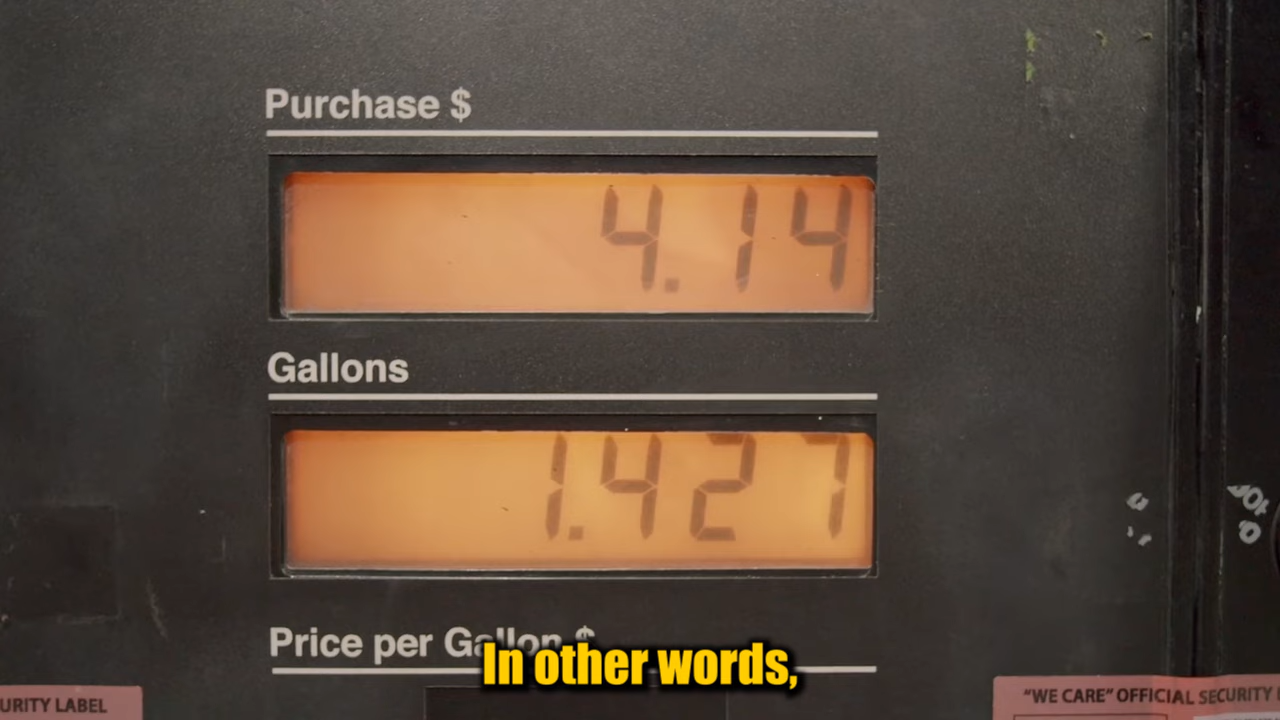 Purchase $
4.14
Gallons
1.427
Price per Gallon $
In other words,
URITY LABEL
"WE CARE" OFFICIAL SECURITY